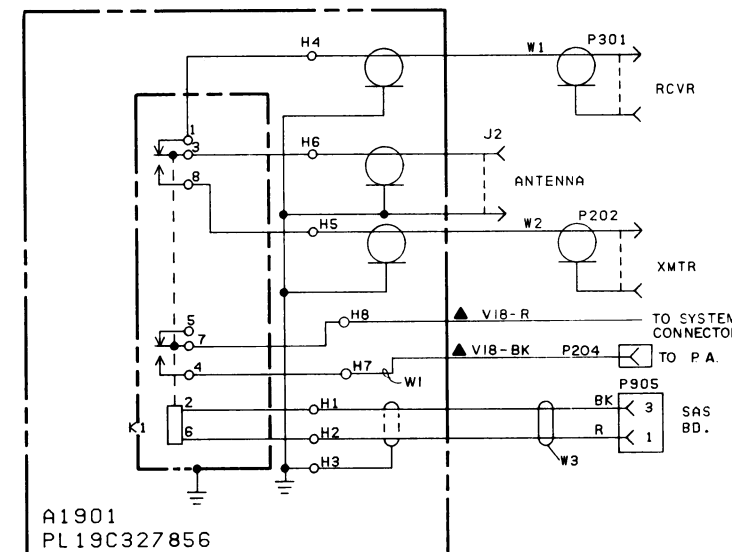 H4
W1
P301
RCVR
1
3
H6
J2
8
ANTENNA
H5
W2
P202
XMTR
5
7
H8
V18-R
TO SYSTEM
CONNECTO
4
H7
W1
V18-BK
P204
TO P.A.
P905
K1
2
H1
BK
3
SAS
BD.
6
H2
R
1
H3
W3
A1901
PL19C327856